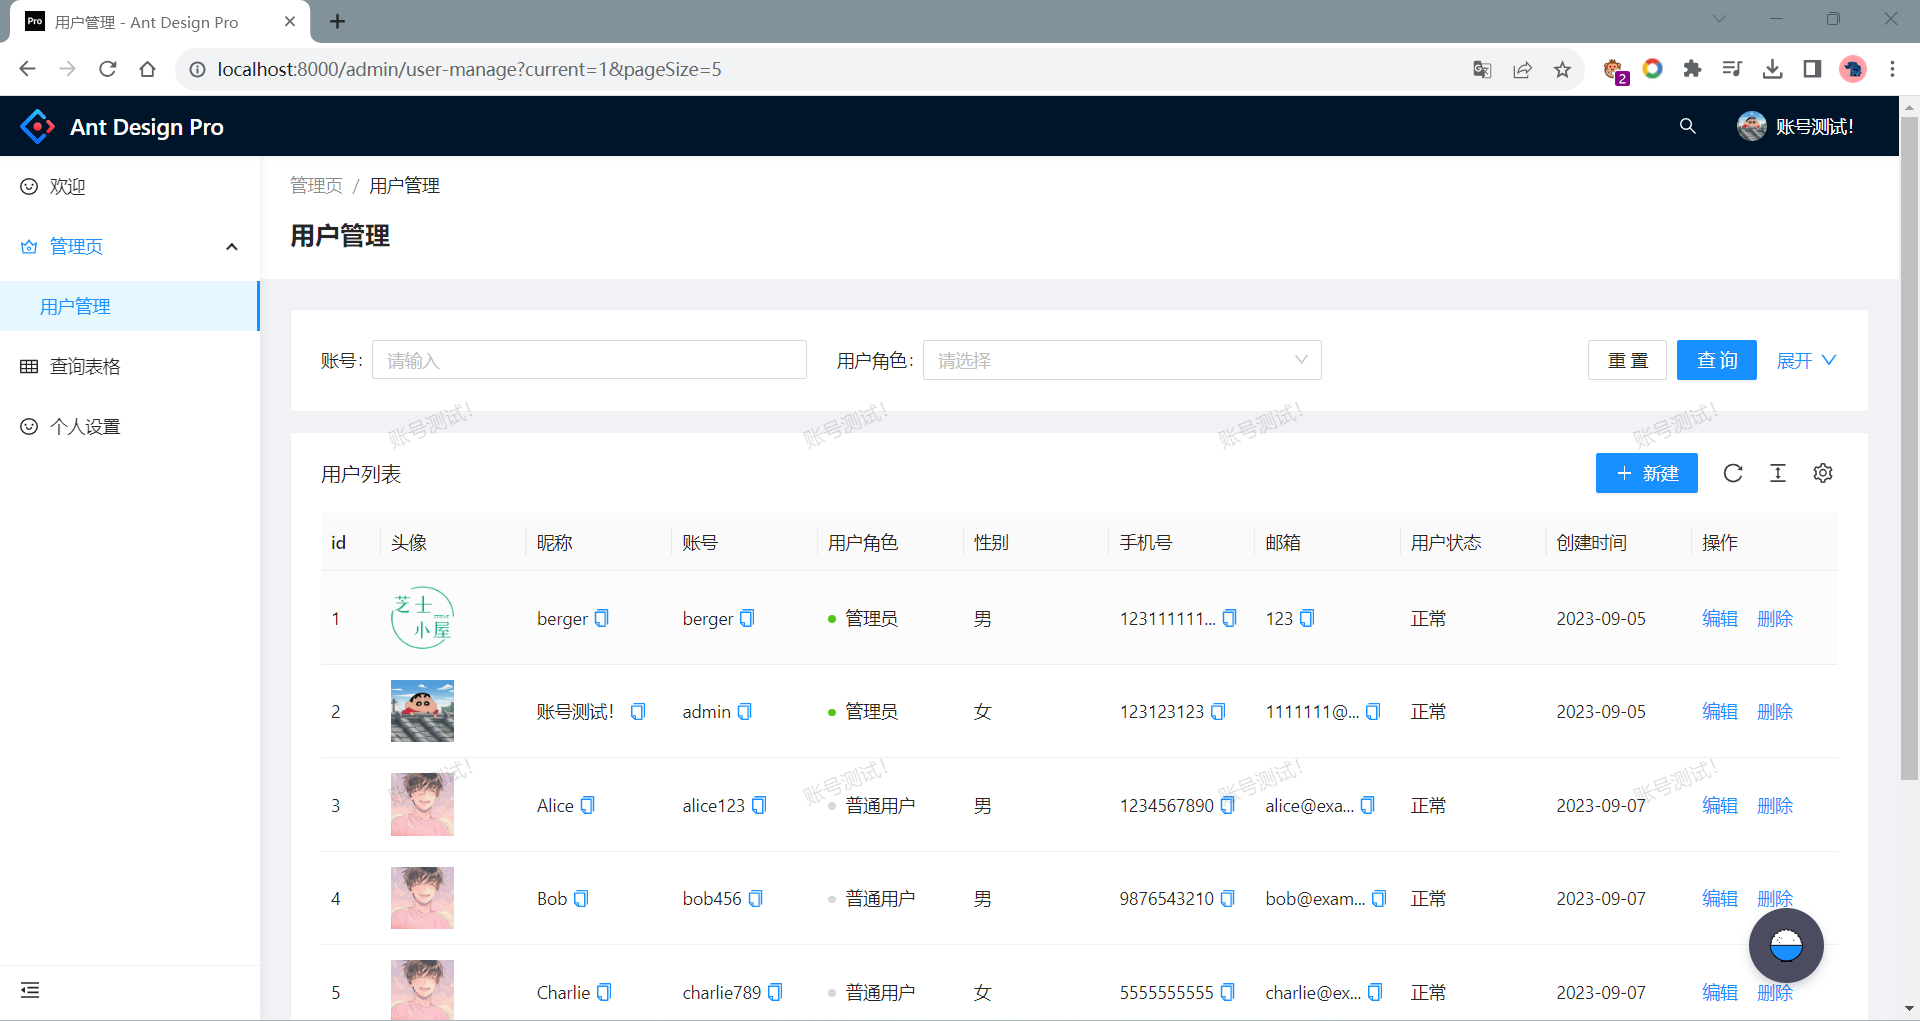 用户管理 - Ant Design Pro
localhost:8000/admin/user-manage?current=1&pageSize=5
2
Ant Design Pro
账号测试!
欢迎
管理页
用户管理
查询表格
个人设置
管理页 / 用户管理
用户管理
账号: 请输入 用户角色: 请选择 重 置 查 询 展开
账号测试! 账号测试! 账号测试! 账号测试!
用户列表 + 新建
id 头像 昵称 账号 用户角色 性别 手机号 邮箱 用户状态 创建时间 操作
芝士
小屋
1 berger berger 管理员 男 123111111... 123 正常 2023-09-05 编辑 删除
2 账号测试! admin 管理员 女 123123123 1111111@... 正常 2023-09-05 编辑 删除
账号测试! 账号测试! 账号测试! 账号测试!
3 Alice alice123 普通用户 男 1234567890 alice@exa... 正常 2023-09-07 编辑 删除
4 Bob bob456 普通用户 男 9876543210 bob@exam... 正常 2023-09-07 编辑 删除
5 Charlie charlie789 普通用户 女 5555555555 charlie@ex... 正常 2023-09-07 编辑 删除